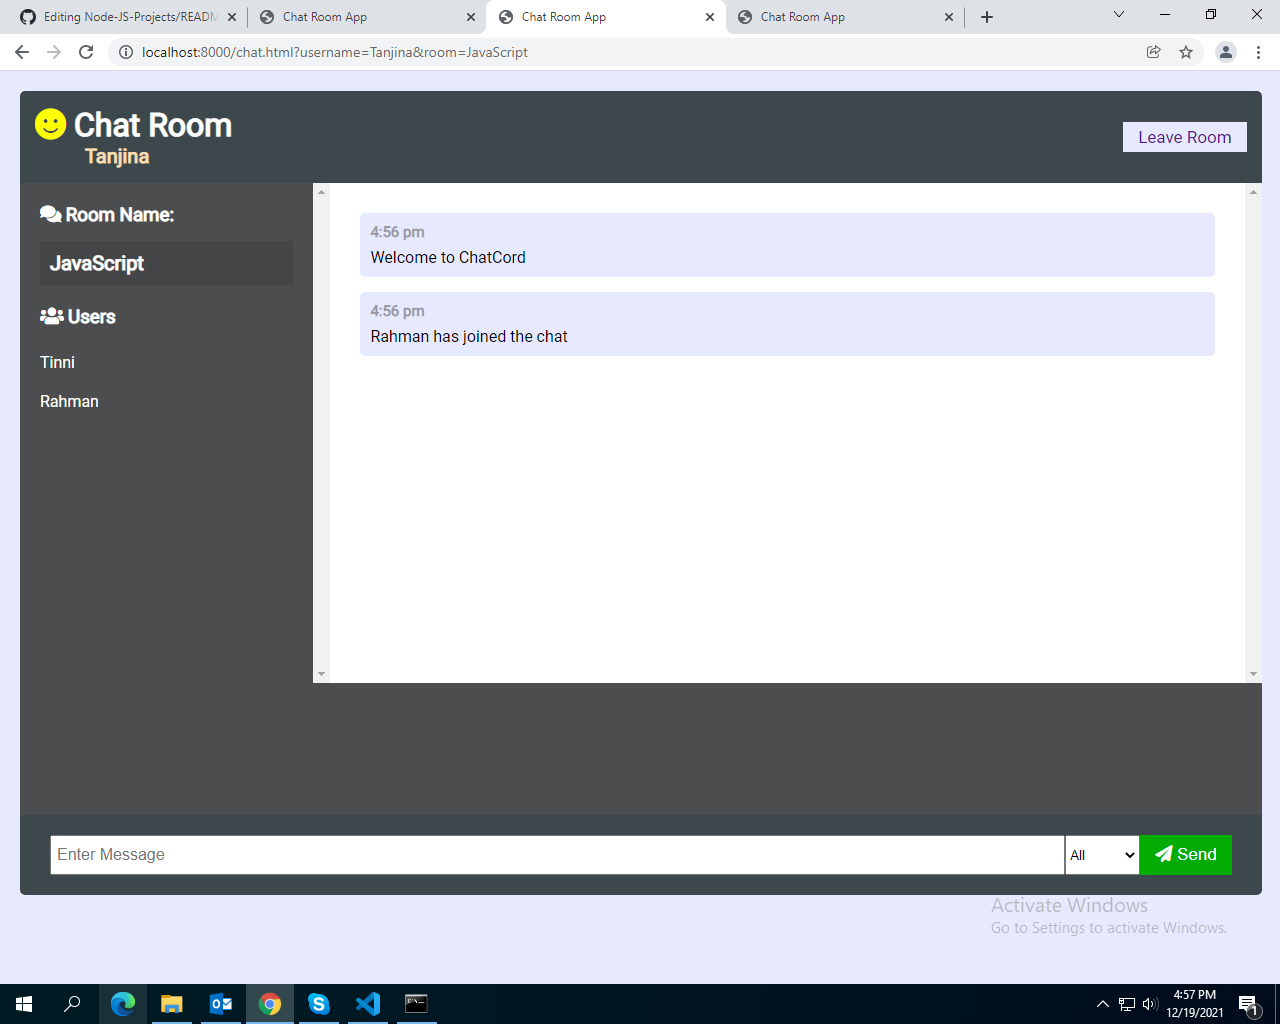 Editing Node-JS-Projects/READM
Chat Room App
Chat Room App
Chat Room App
localhost:8000/chat.html?username=Tanjina&room=JavaScript
Chat Room
Tanjina
Leave Room
Room Name:
JavaScript
Users
Tinni
Rahman
4:56 pm
Welcome to ChatCord
4:56 pm
Rahman has joined the chat
Enter Message
All
Send
Activate Windows
Go to Settings to activate Windows.
4:57 PM
12/19/2021
1